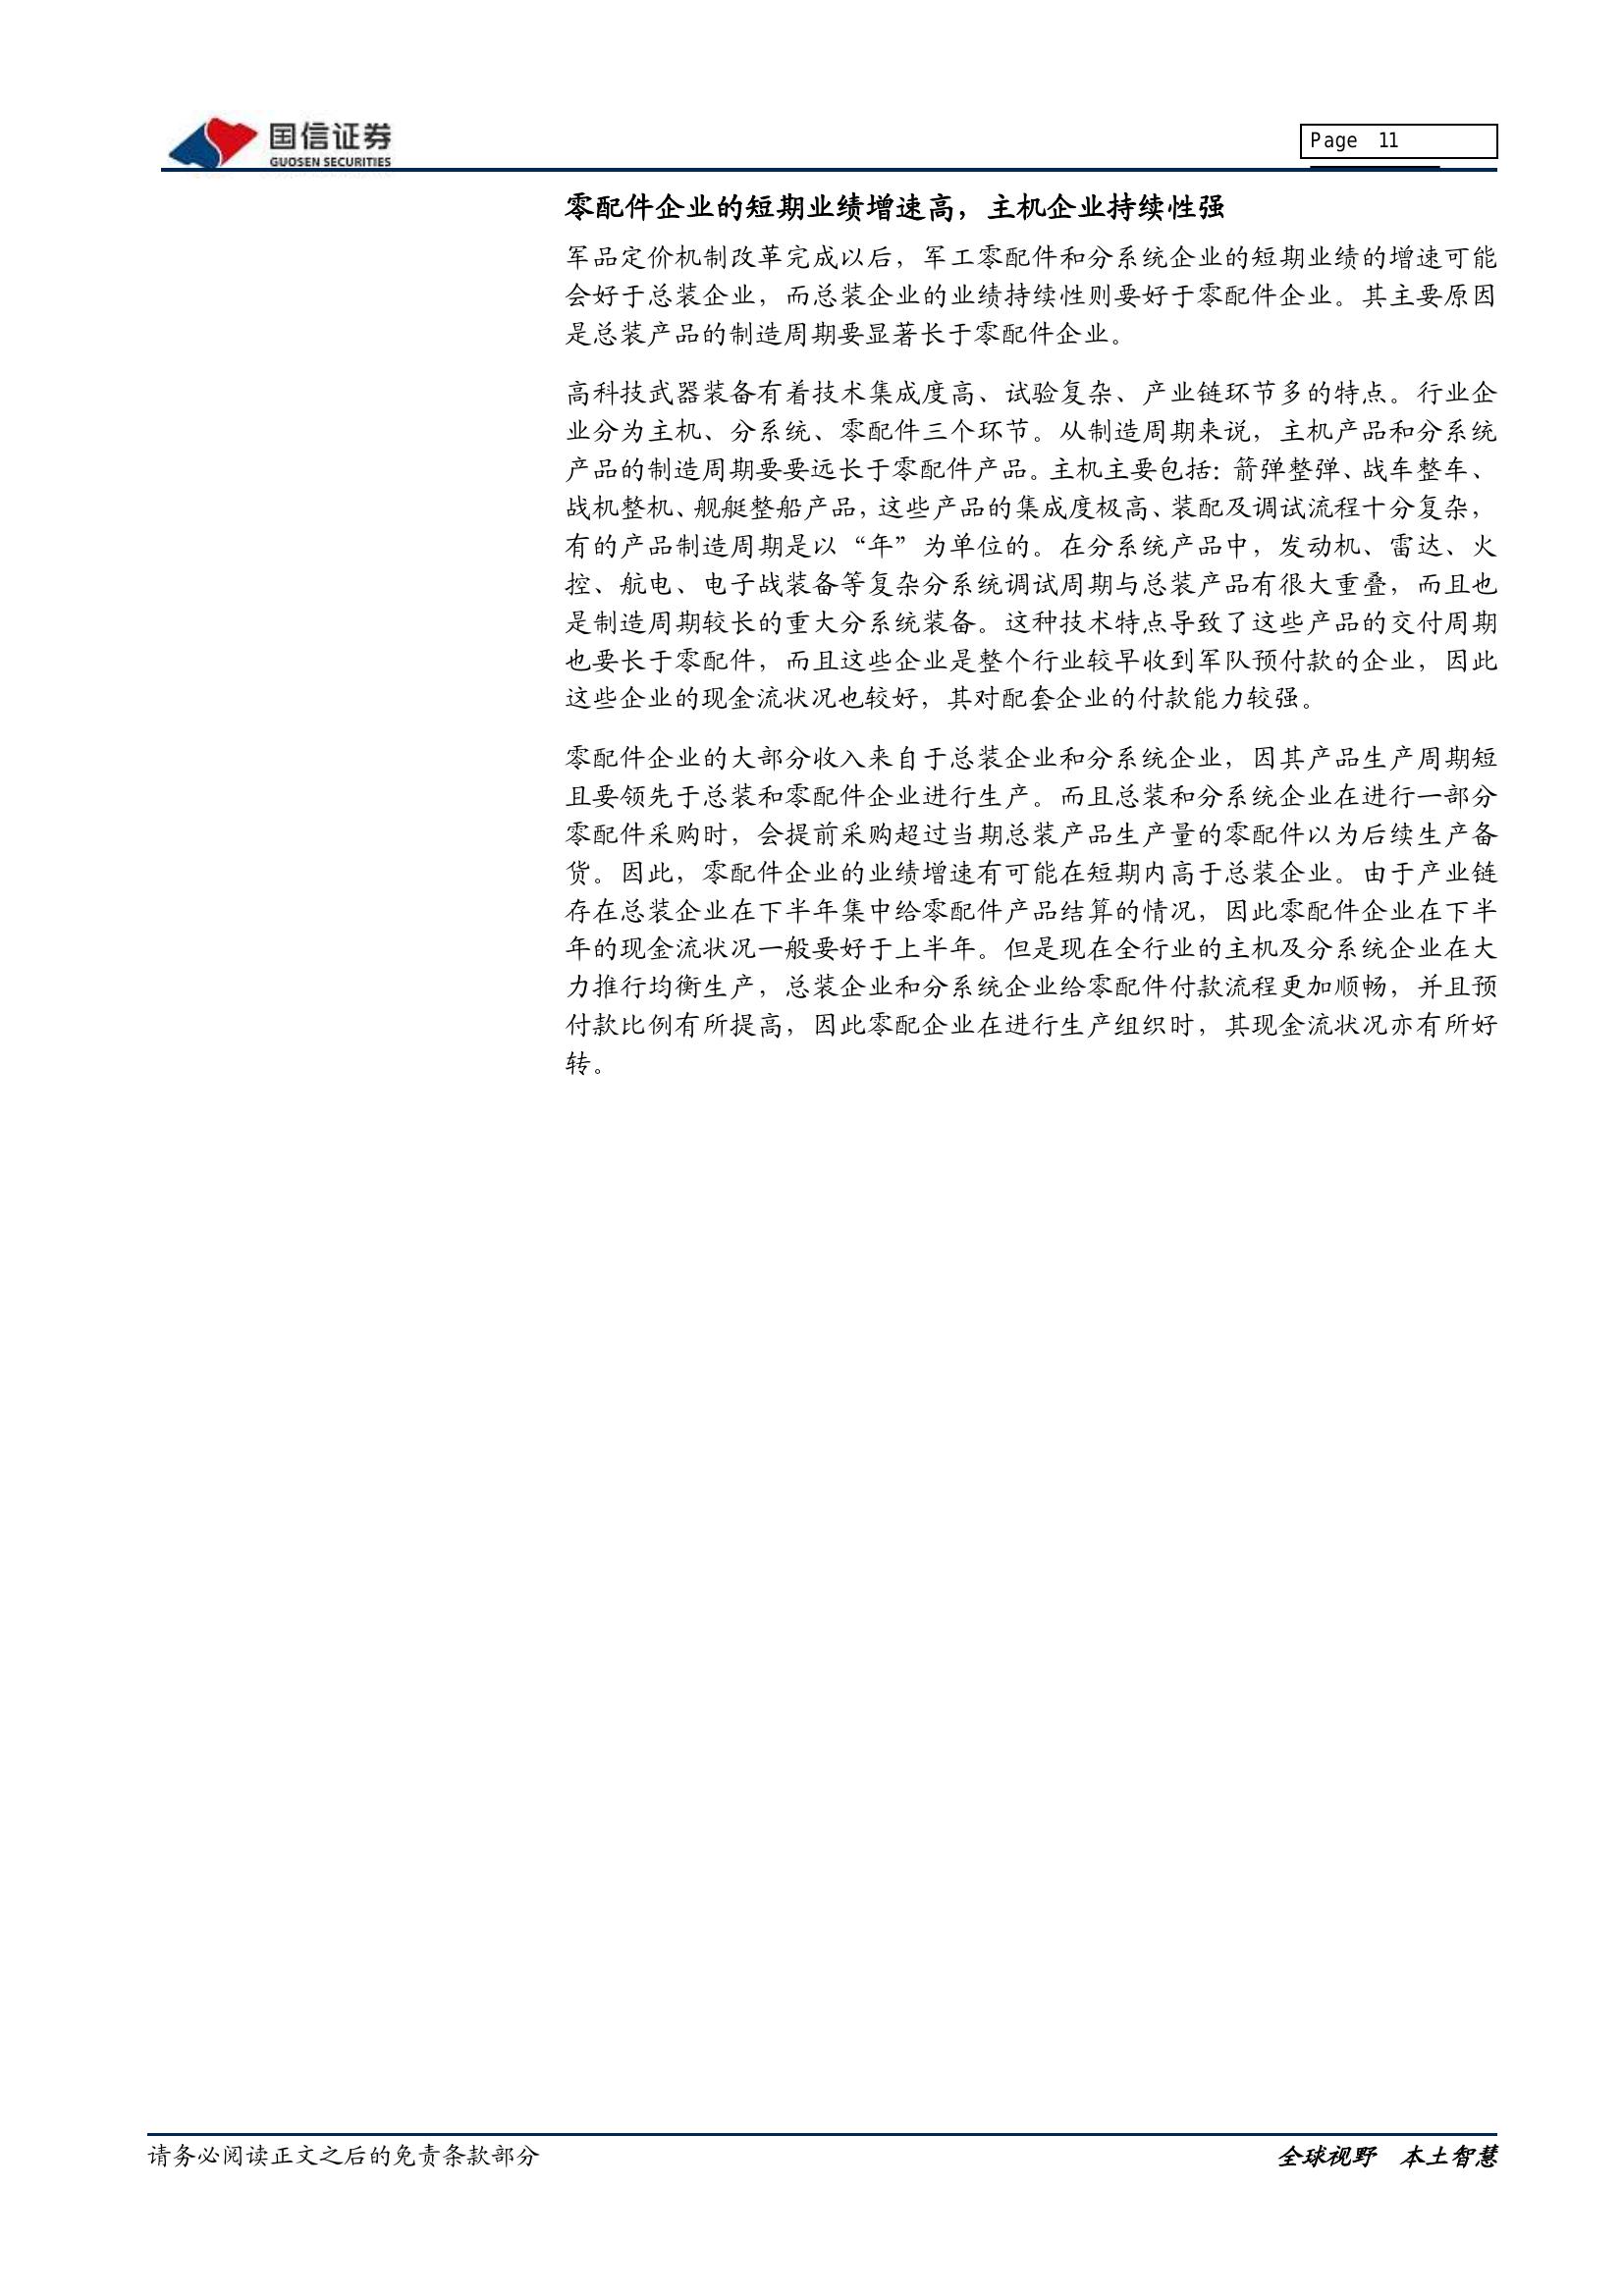 国信证券
GUOSEN SECURITIES
Page 11
零配件企业的短期业绩增速高，主机企业持续性强
军品定价机制改革完成以后，军工零配件和分系统企业的短期业绩的增速可能
会好于总装企业，而总装企业的业绩持续性则要好于零配件企业。其主要原因
是总装产品的制造周期要显著长于零配件企业。
高科技武器装备有着技术集成度高、试验复杂、产业链环节多的特点。行业企
业分为主机、分系统、零配件三个环节。从制造周期来说，主机产品和分系统
产品的制造周期要要远长于零配件产品。主机主要包括：箭弹整弹、战车整车、
战机整机、舰艇整船产品，这些产品的集成度极高、装配及调试流程十分复杂，
有的产品制造周期是以“年”为单位的。在分系统产品中，发动机、雷达、火
控、航电、电子战装备等复杂分系统调试周期与总装产品有很大重叠，而且也
是制造周期较长的重大分系统装备。这种技术特点导致了这些产品的交付周期
也要长于零配件，而且这些企业是整个行业较早收到军队预付款的企业，因此
这些企业的现金流状况也较好，其对配套企业的付款能力较强。
零配件企业的大部分收入来自于总装企业和分系统企业，因其产品生产周期短
且要领先于总装和零配件企业进行生产。而且总装和分系统企业在进行一部分
零配件采购时，会提前采购超过当期总装产品生产量的零配件以为后续生产备
货。因此，零配件企业的业绩增速有可能在短期内高于总装企业。由于产业链
存在总装企业在下半年集中给零配件产品结算的情况，因此零配件企业在下半
年的现金流状况一般要好于上半年。但是现在全行业的主机及分系统企业在大
力推行均衡生产，总装企业和分系统企业给零配件付款流程更加顺畅，并且预
付款比例有所提高，因此零配企业在进行生产组织时，其现金流状况亦有所好
转。
请务必阅读正文之后的免责条款部分
全球视野 本土智慧